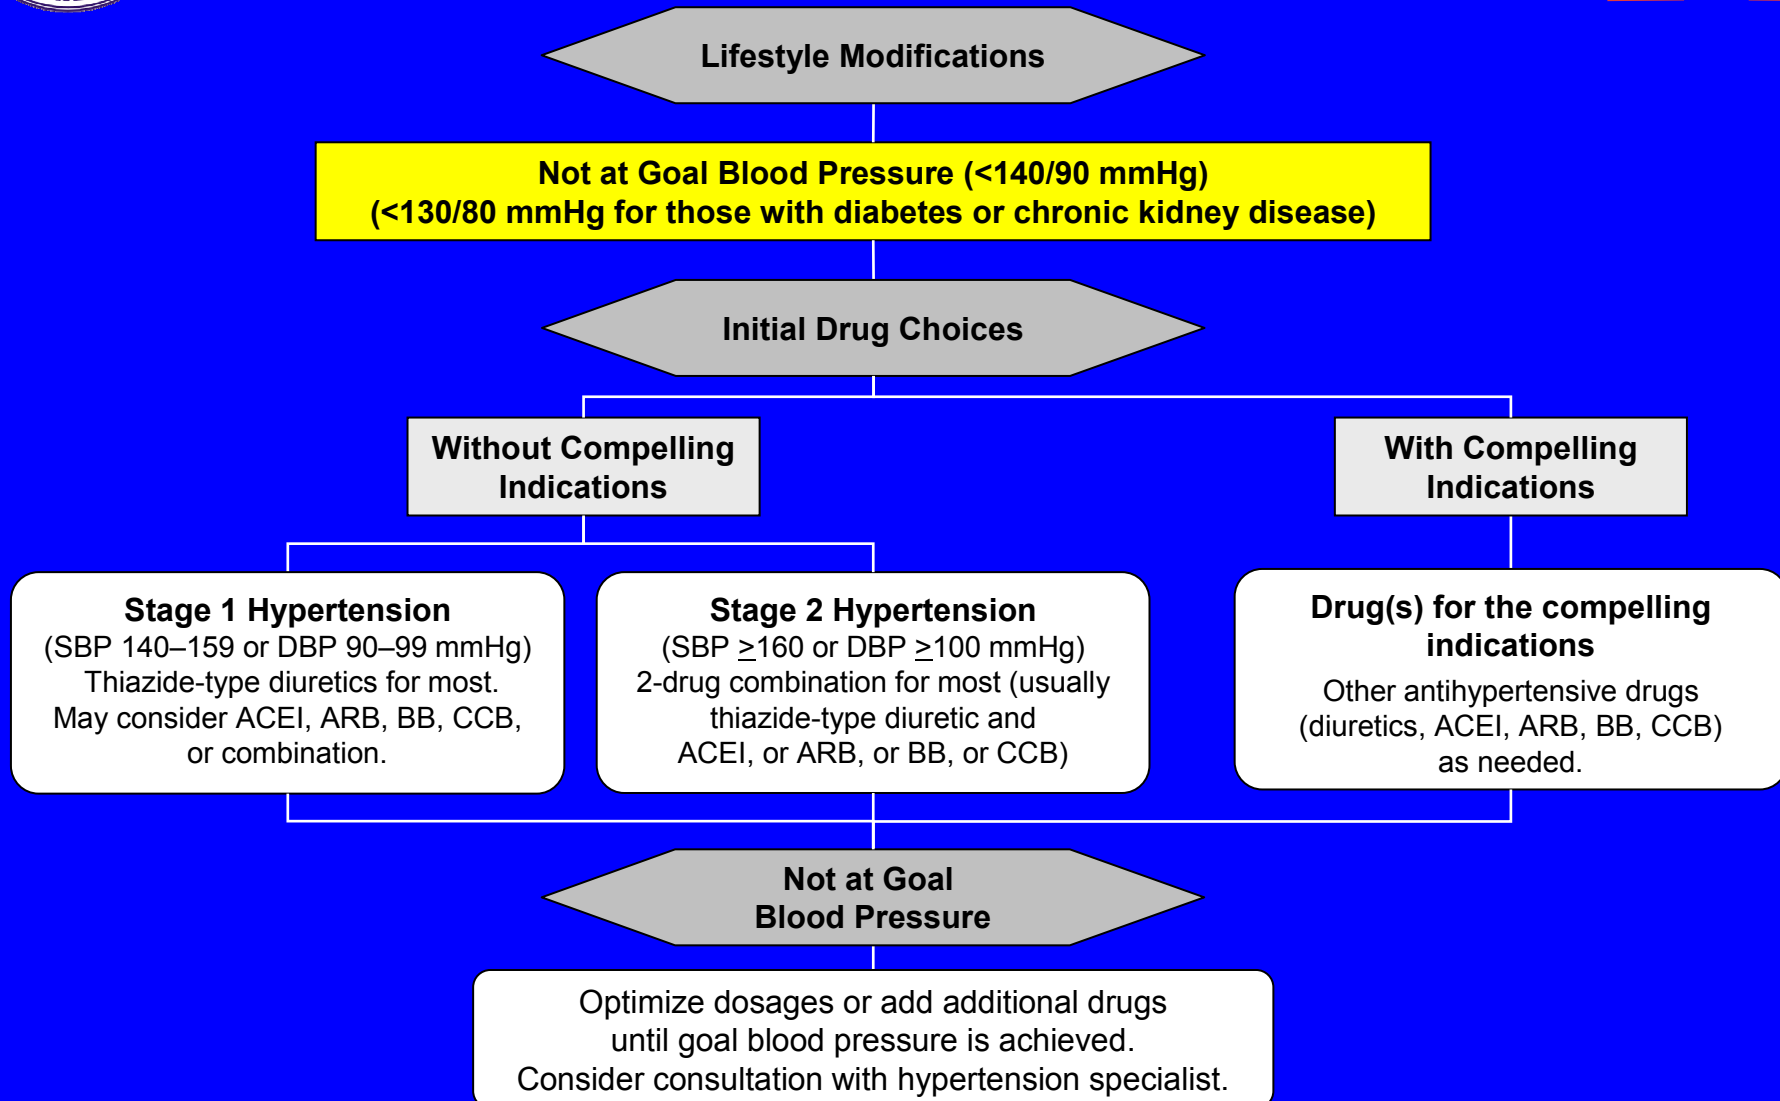 Lifestyle Modifications
Not at Goal Blood Pressure (<140/90 mmHg)
(<130/80 mmHg for those with diabetes or chronic kidney disease)
Initial Drug Choices
Without Compelling
Indications
With Compelling
Indications
Stage 1 Hypertension
(SBP 140–159 or DBP 90–99 mmHg)
Thiazide-type diuretics for most.
May consider ACEI, ARB, BB, CCB,
or combination.
Stage 2 Hypertension
(SBP ≥160 or DBP ≥100 mmHg)
2-drug combination for most (usually
thiazide-type diuretic and
ACEI, or ARB, or BB, or CCB)
Drug(s) for the compelling
indications
Other antihypertensive drugs
(diuretics, ACEI, ARB, BB, CCB)
as needed.
Not at Goal
Blood Pressure
Optimize dosages or add additional drugs
until goal blood pressure is achieved.
Consider consultation with hypertension specialist.